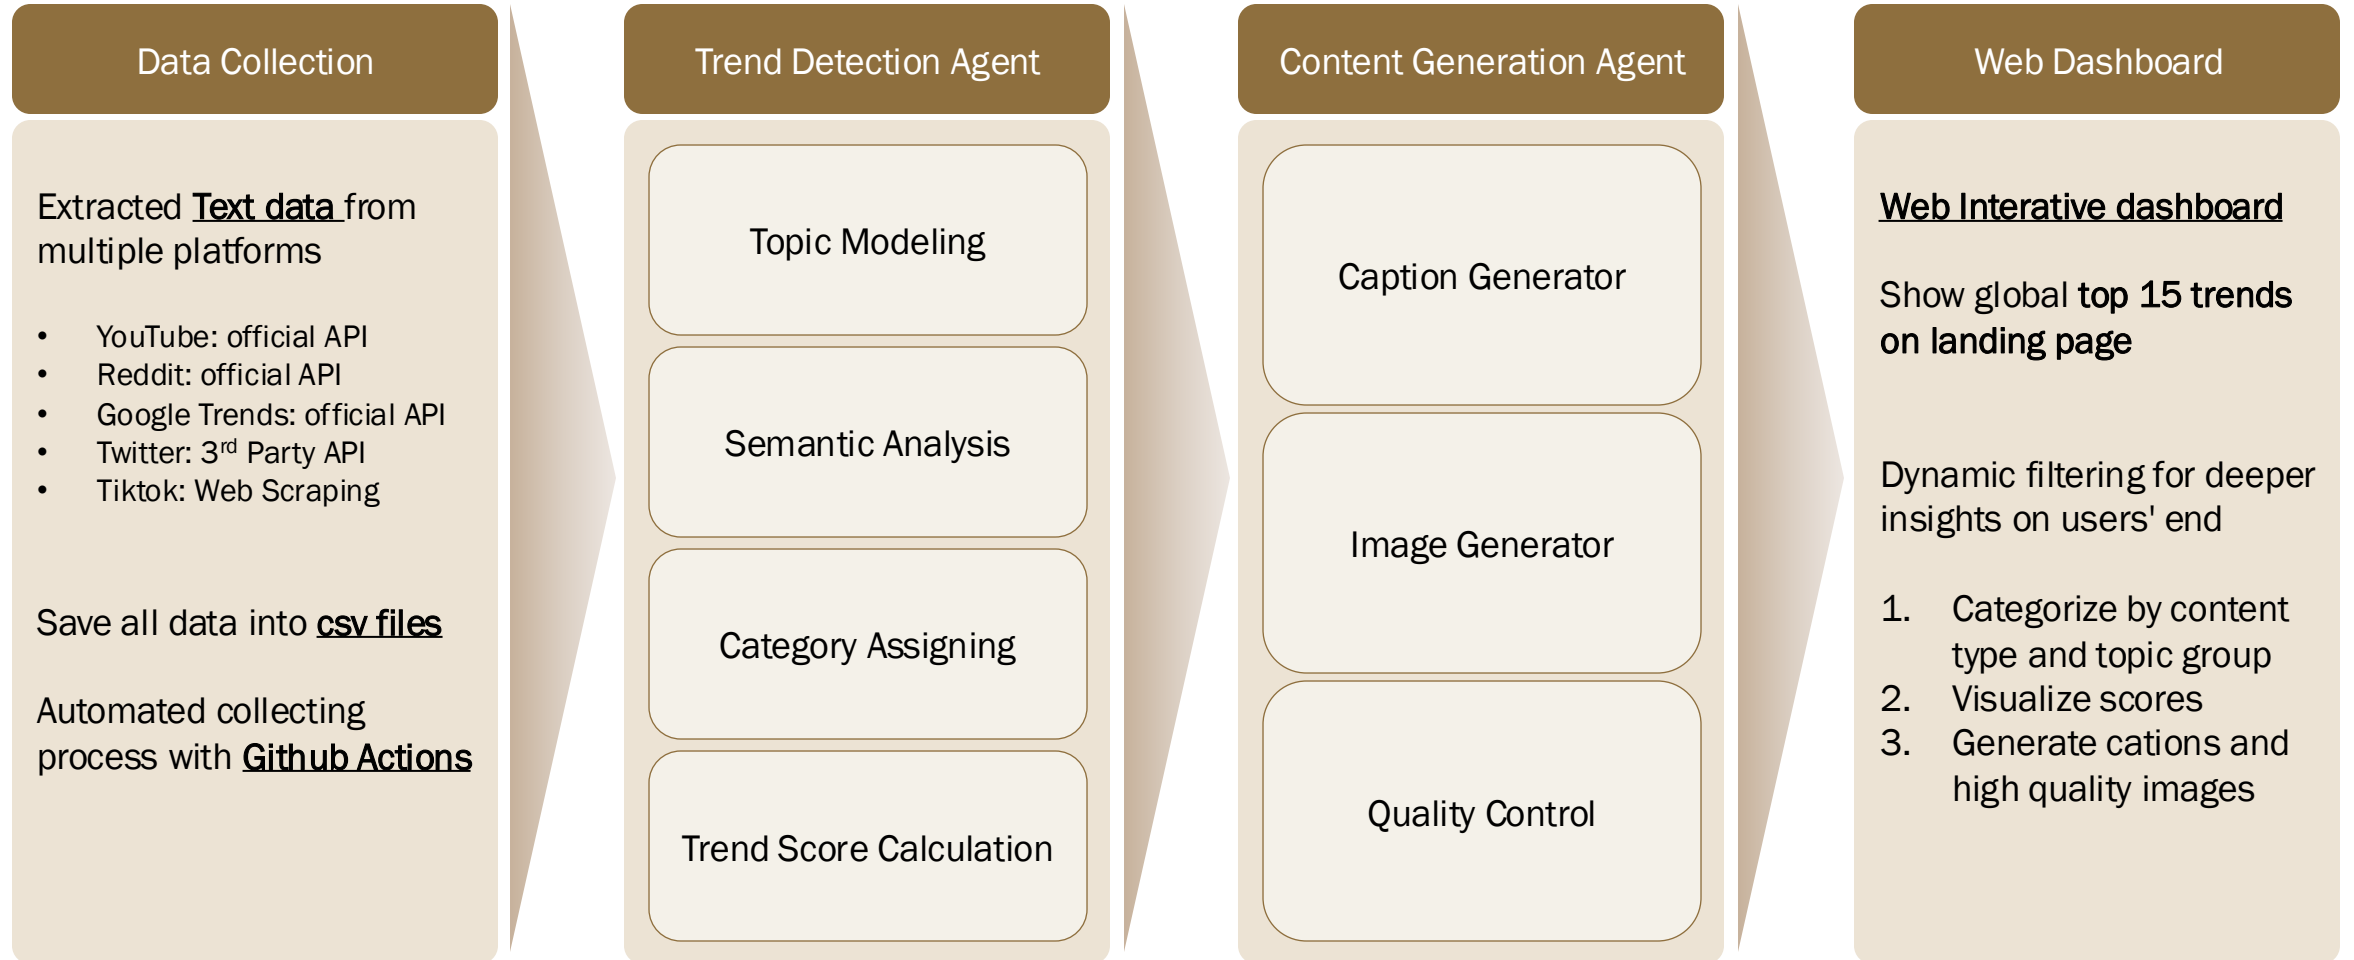 Data Collection
Extracted Text data from
multiple platforms
• YouTube: official API
• Reddit: official API
• Google Trends: official API
• Twitter: 3rd Party API
• Tiktok: Web Scraping
Save all data into csv files
Automated collecting
process with Github Actions
Trend Detection Agent
Topic Modeling
Semantic Analysis
Category Assigning
Trend Score Calculation
Content Generation Agent
Caption Generator
Image Generator
Quality Control
Web Dashboard
Web Interative dashboard
Show global top 15 trends
on landing page
Dynamic filtering for deeper
insights on users' end
1. Categorize by content
type and topic group
2. Visualize scores
3. Generate cations and
high quality images